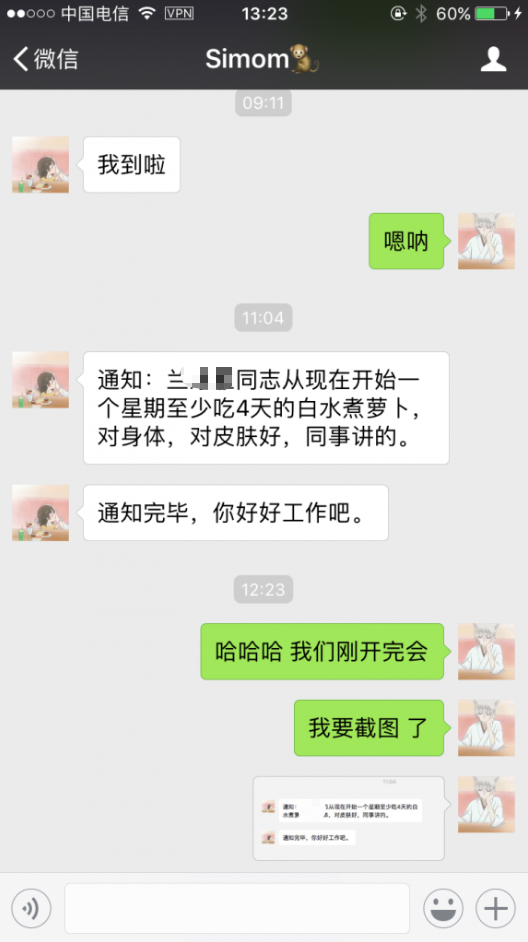 中国电信 VPN 13:23 60%
微信 Simom
09:11
我到啦
嗯呐
11:04
通知：兰 同志从现在开始一
个星期至少吃4天的白水煮萝卜，
对身体，对皮肤好，同事讲的。
通知完毕，你好好工作吧。
12:23
哈哈哈 我们刚开完会
我要截图 了
11:04
通知： 从现在开始一个星期至少吃4天的白
水煮萝 对皮肤好，同事讲的。
通知完毕，你好好工作吧。